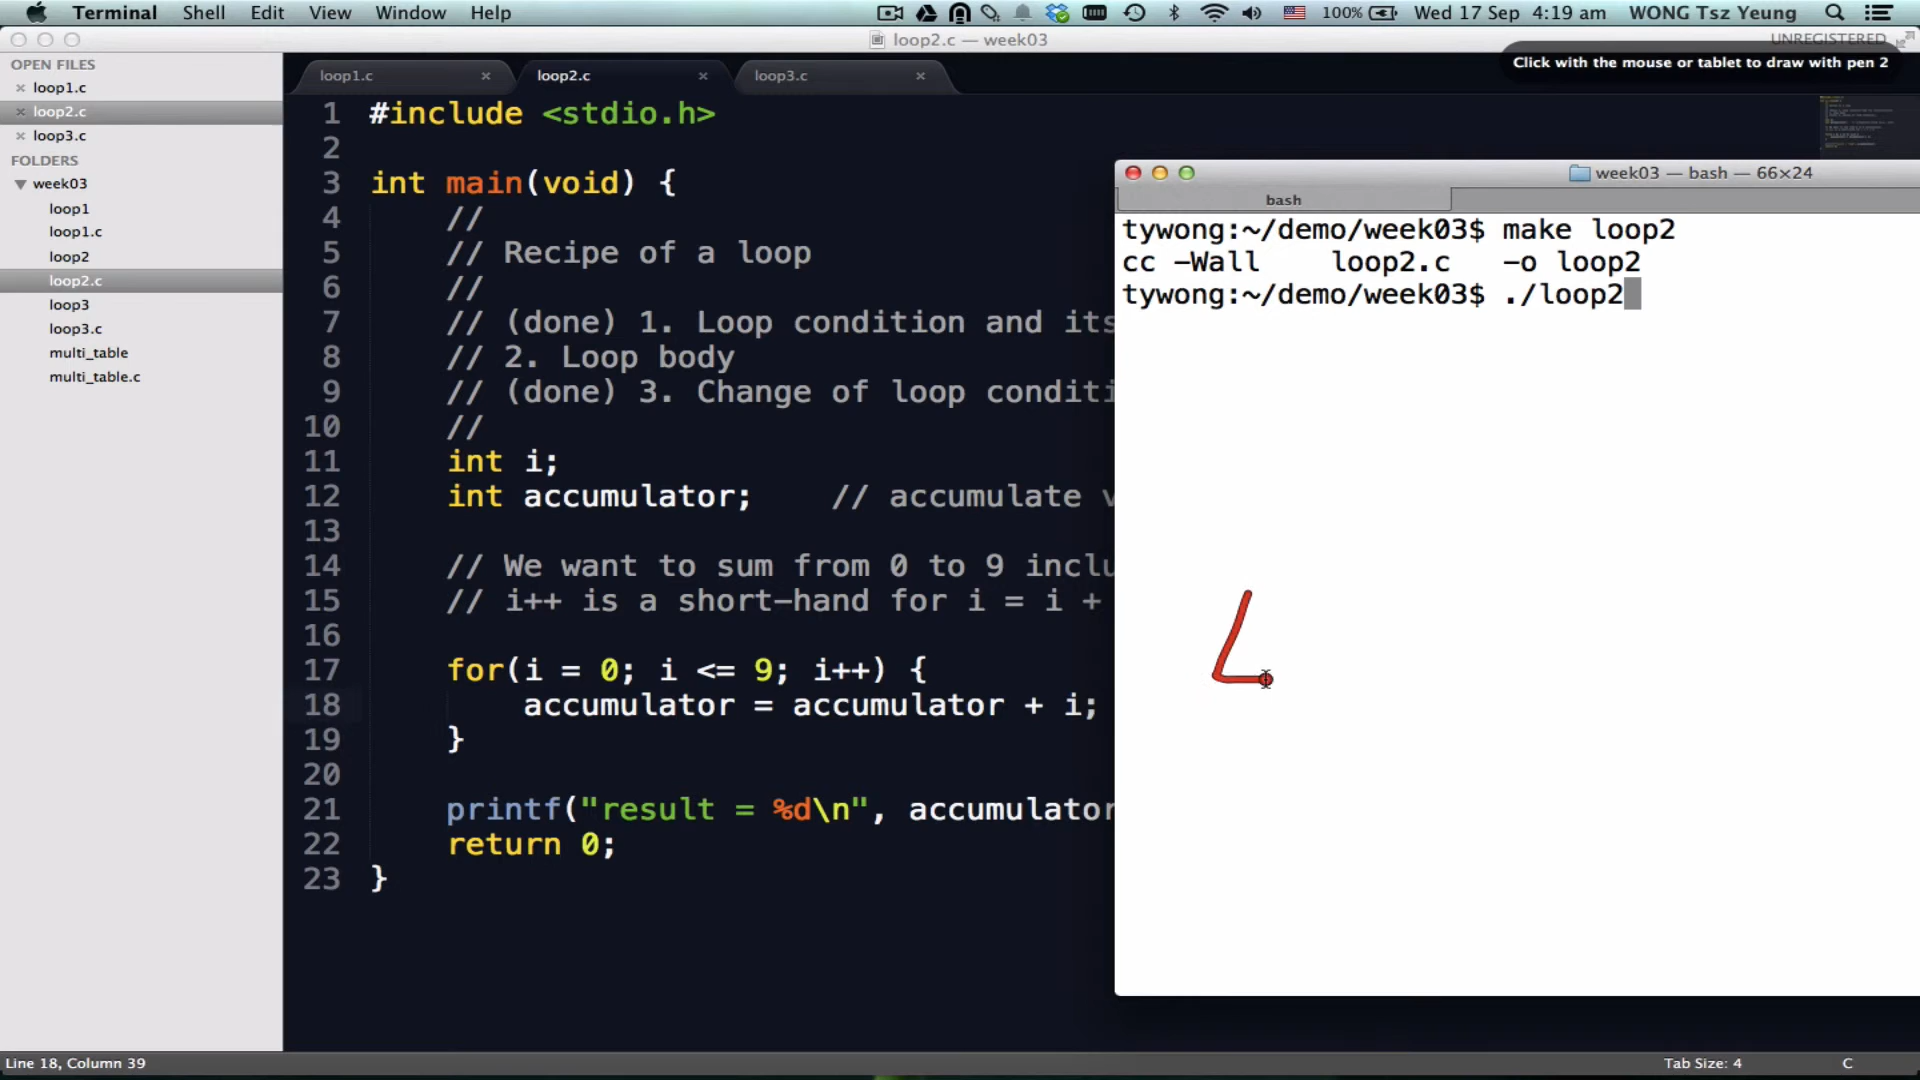 Terminal Shell Edit View Window Help 100% Wed 17 Sep 4:19 am WONG Tsz Yeung
loop2.c — week03
UNREGISTERED
Click with the mouse or tablet to draw with pen 2
OPEN FILES
loop1.c
loop2.c
loop3.c
FOLDERS
week03
loop1
loop1.c
loop2
loop2.c
loop3
loop3.c
multi_table
multi_table.c
loop1.c loop2.c loop3.c
1 #include <stdio.h>
2
3 int main(void) {
4 //
5 // Recipe of a loop
6 //
7 // (done) 1. Loop condition and its
8 // 2. Loop body
9 // (done) 3. Change of loop conditi
10 //
11 int i;
12 int accumulator; // accumulate v
13
14 // We want to sum from 0 to 9 inclu
15 // i++ is a short-hand for i = i +
16
17 for(i = 0; i <= 9; i++) {
18 accumulator = accumulator + i;
19 }
20
21 printf("result = %d\n", accumulator
22 return 0;
23 }
week03 — bash — 66×24
bash
tywong:~/demo/week03$ make loop2
cc -Wall loop2.c -o loop2
tywong:~/demo/week03$ ./loop2
Line 18, Column 39
Tab Size: 4 C